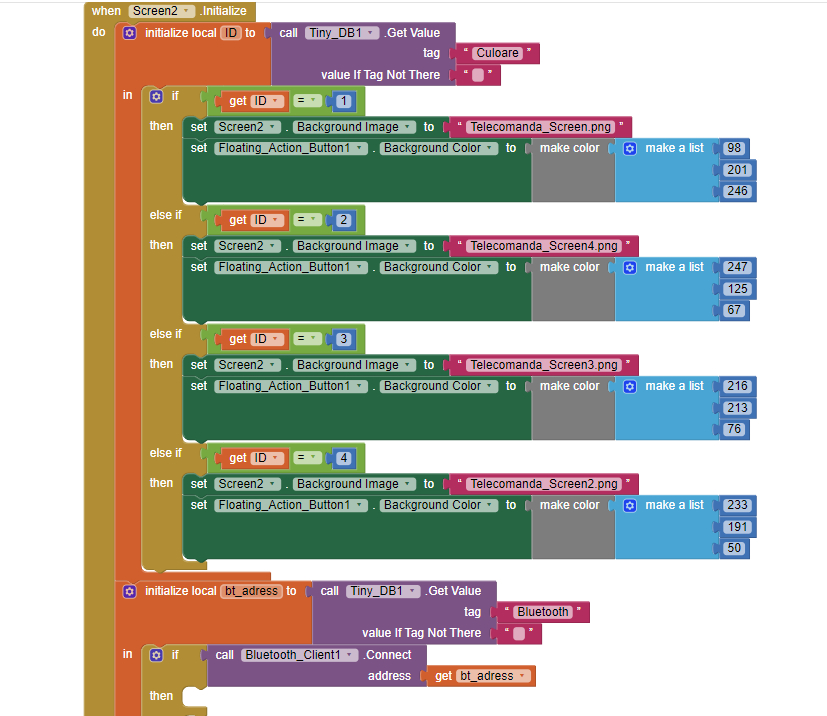 when Screen2 .Initialize
do initialize local ID to call Tiny_DB1 .Get Value
tag " Culoare "
value If Tag Not There " "
in if get ID = 1
then set Screen2 . Background Image to " Telecomanda_Screen.png "
set Floating_Action_Button1 . Background Color to make color make a list 98
201
246
else if get ID = 2
then set Screen2 . Background Image to " Telecomanda_Screen4.png "
set Floating_Action_Button1 . Background Color to make color make a list 247
125
67
else if get ID = 3
then set Screen2 . Background Image to " Telecomanda_Screen3.png "
set Floating_Action_Button1 . Background Color to make color make a list 216
213
76
else if get ID = 4
then set Screen2 . Background Image to " Telecomanda_Screen2.png "
set Floating_Action_Button1 . Background Color to make color make a list 233
191
50
initialize local bt_adress to call Tiny_DB1 .Get Value
tag " Bluetooth "
value If Tag Not There " "
in if call Bluetooth_Client1 .Connect
address get bt_adress
then